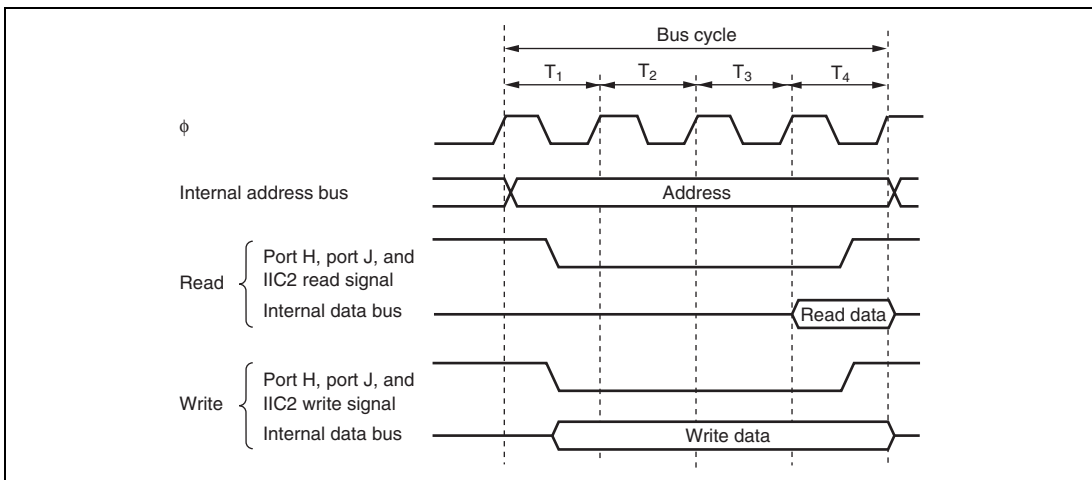 Bus cycle
T1 T2 T3 T4
ϕ
Internal address bus
Address
Read
Port H, port J, and
IIC2 read signal
Internal data bus
Read data
Write
Port H, port J, and
IIC2 write signal
Internal data bus
Write data